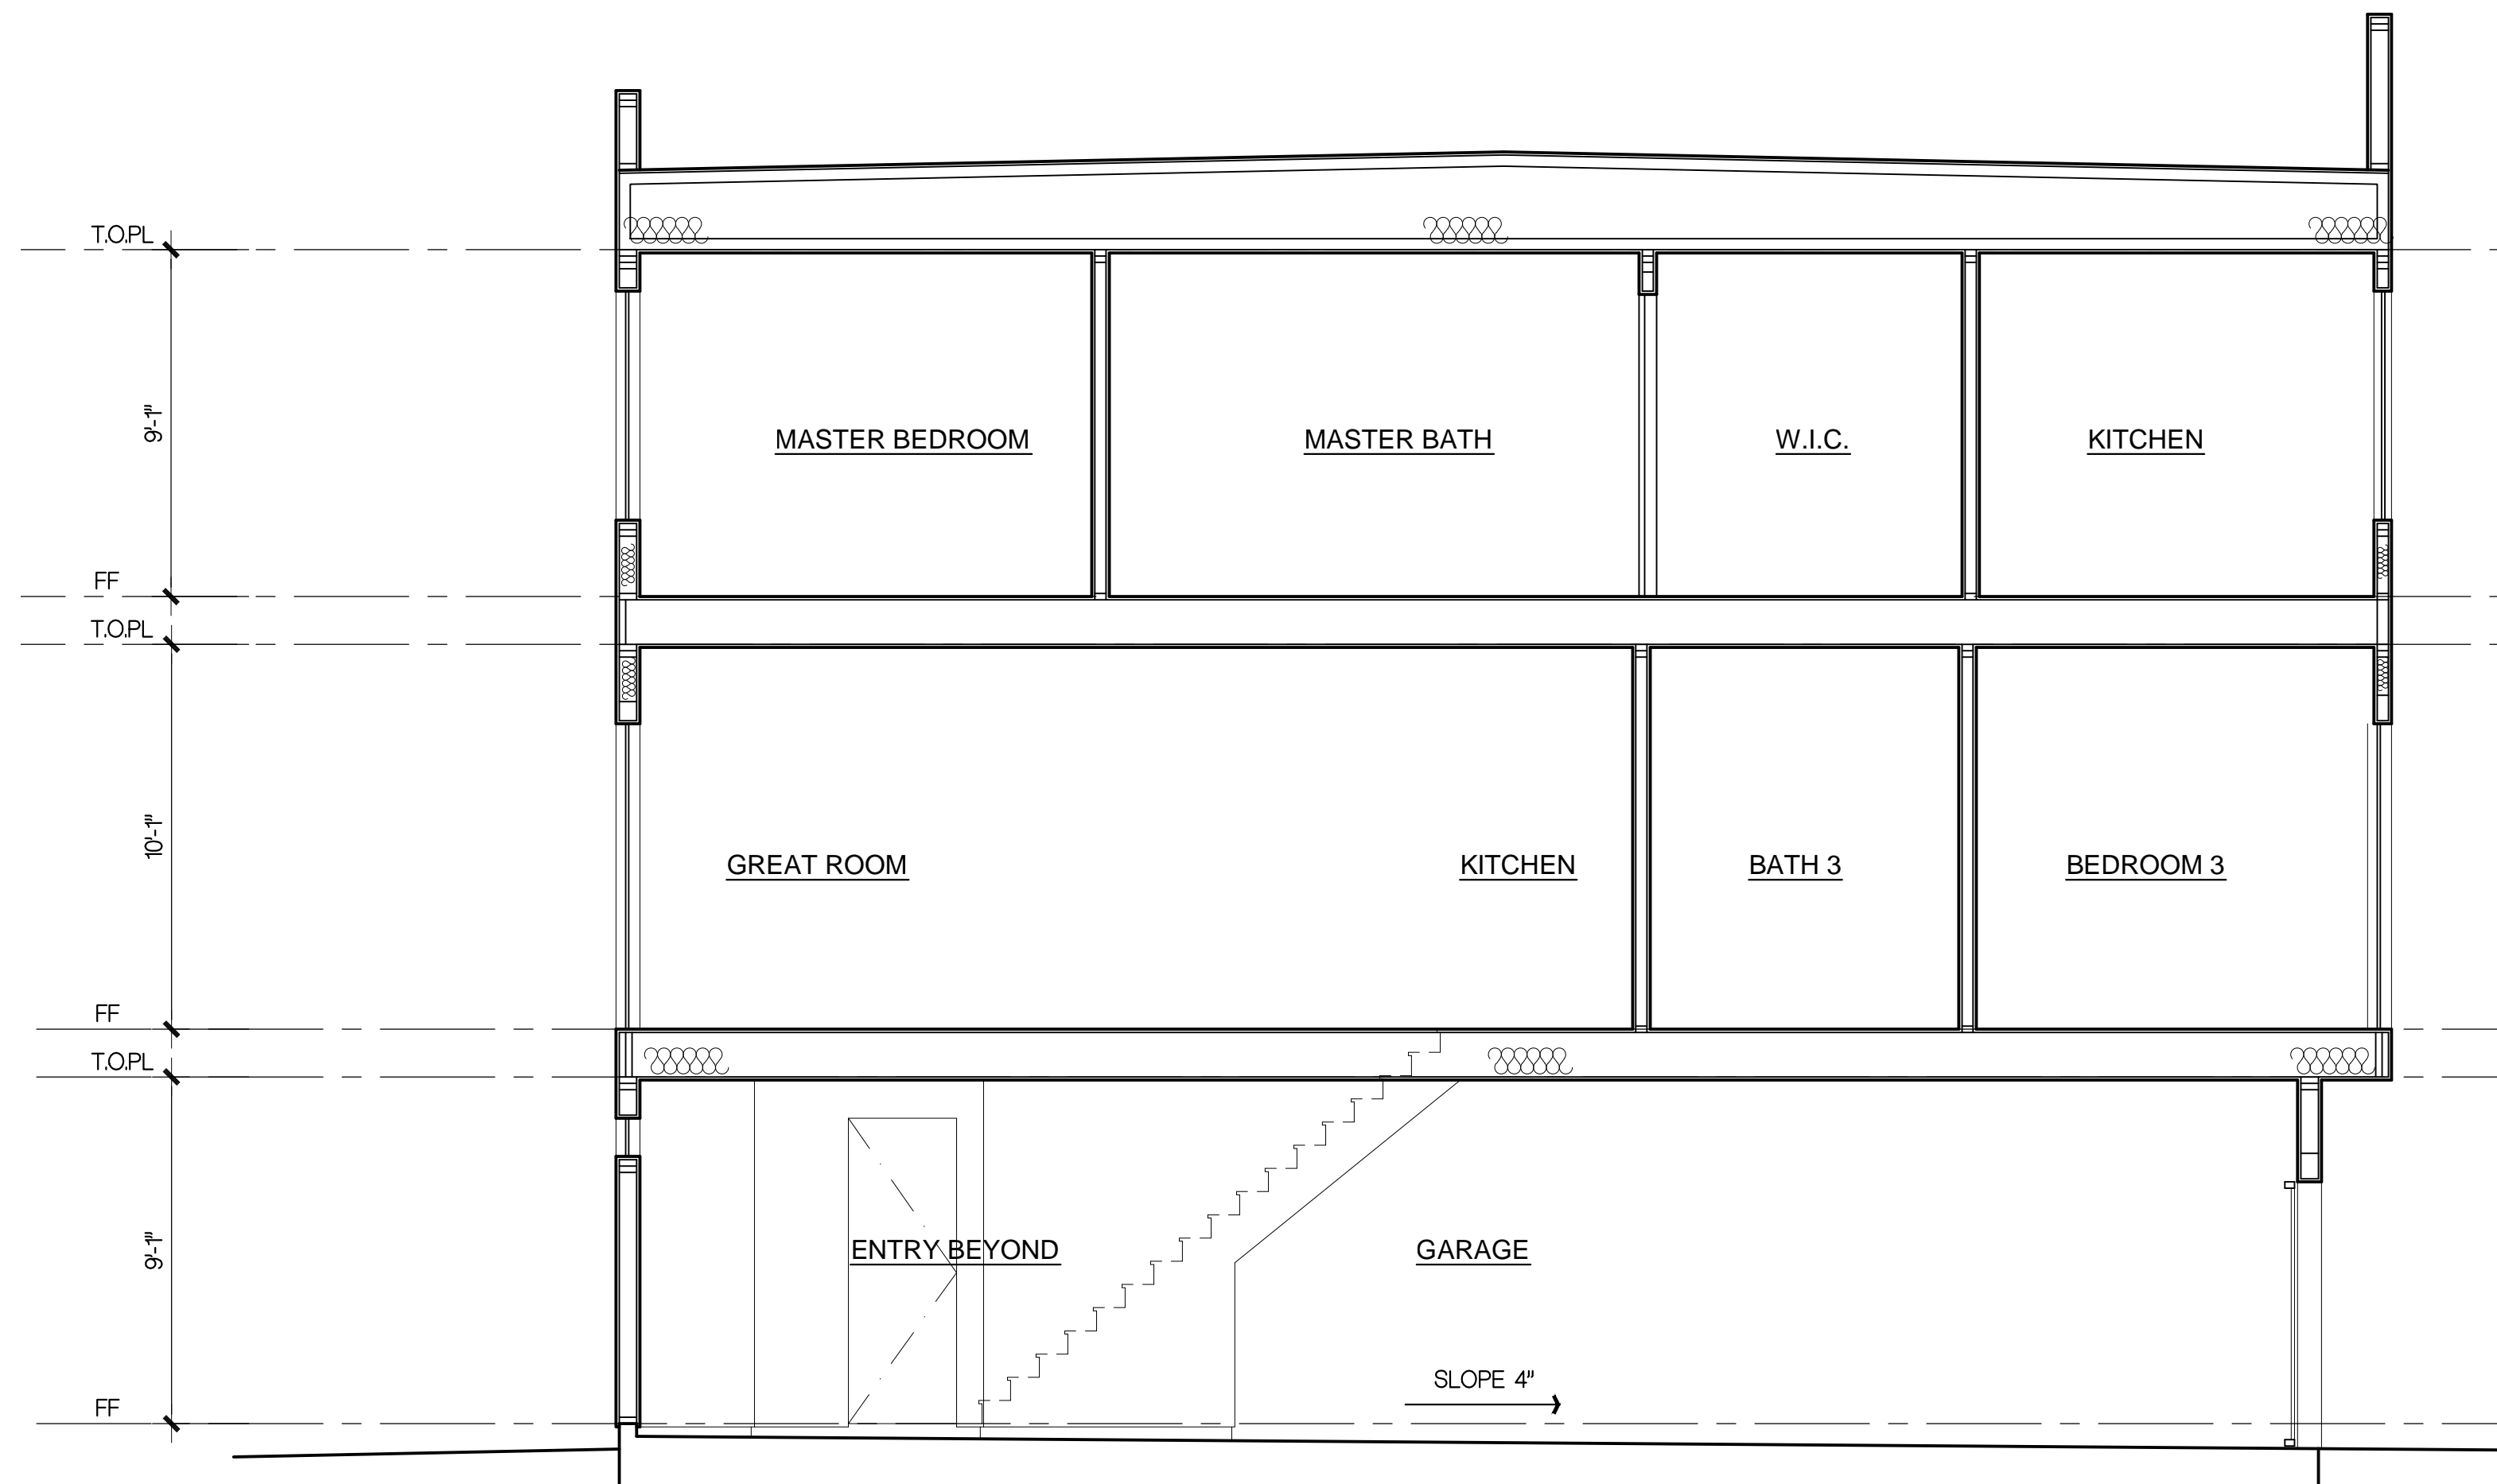 T.O.PL
9'-1"
MASTER BEDROOM
MASTER BATH
W.I.C.
KITCHEN
FF
T.O.PL
10'-1"
GREAT ROOM
KITCHEN
BATH 3
BEDROOM 3
FF
T.O.PL
9'-1"
ENTRY BEYOND
GARAGE
SLOPE 4"
FF